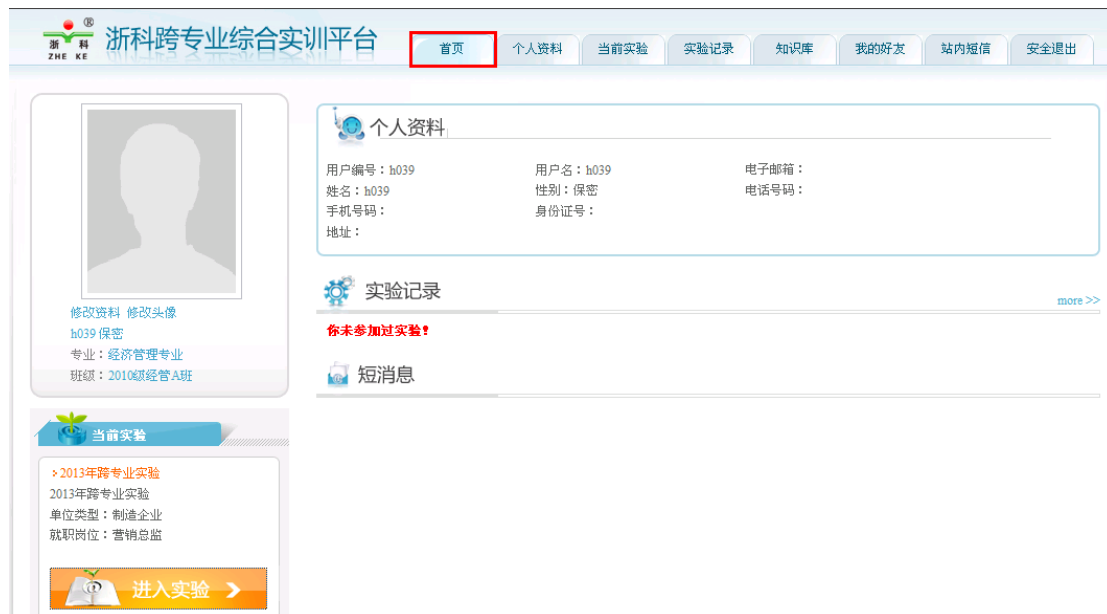 浙 科 ®
ZHE KE
浙科跨专业综合实训平台
首页 个人资料 当前实验 实验记录 知识库 我的好友 站内短信 安全退出
修改资料 修改头像
h039 保密
专业：经济管理专业
班级：2010级经管A班
当前实验
>2013年跨专业实验
2013年跨专业实验
单位类型：制造企业
就职岗位：营销总监
进入实验
个人资料
用户编号：h039 用户名：h039 电子邮箱：
姓名：h039 性别：保密 电话号码：
手机号码： 身份证号：
地址：
实验记录
more >>
你未参加过实验！
短消息